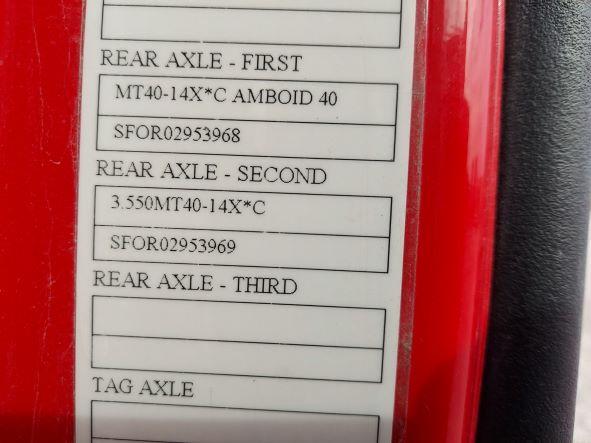 REAR AXLE - FIRST
MT40-14X*C AMBOID 40
SFOR02953968
REAR AXLE - SECOND
3.550MT40-14X*C
SFOR02953969
REAR AXLE - THIRD
TAG AXLE